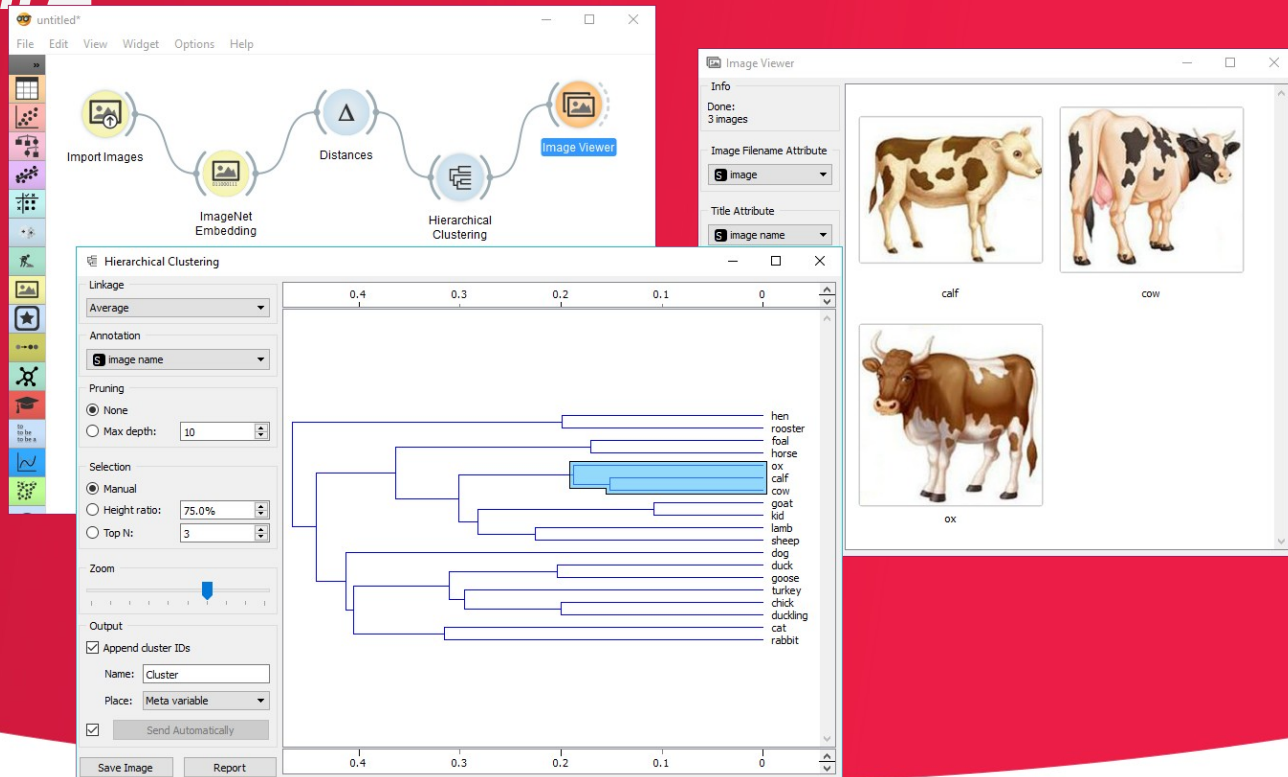 untitled*
File Edit View Widget Options Help
»
Import Images
ImageNet
Embedding
Distances
Hierarchical
Clustering
Image Viewer
to
to be
to be a
Image Viewer
Info
Done:
3 images
Image Filename Attribute
S image
Title Attribute
S image name
calf
cow
ox
Hierarchical Clustering
Linkage
Average
Annotation
S image name
Pruning
None
Max depth: 10
Selection
Manual
Height ratio: 75.0%
Top N: 3
Zoom
Output
Append cluster IDs
Name: Cluster
Place: Meta variable
Send Automatically
Save Image Report
0.4 0.3 0.2 0.1 0
hen
rooster
foal
horse
ox
calf
cow
goat
kid
lamb
sheep
dog
duck
goose
turkey
chick
duckling
cat
rabbit
0.4 0.3 0.2 0.1 0